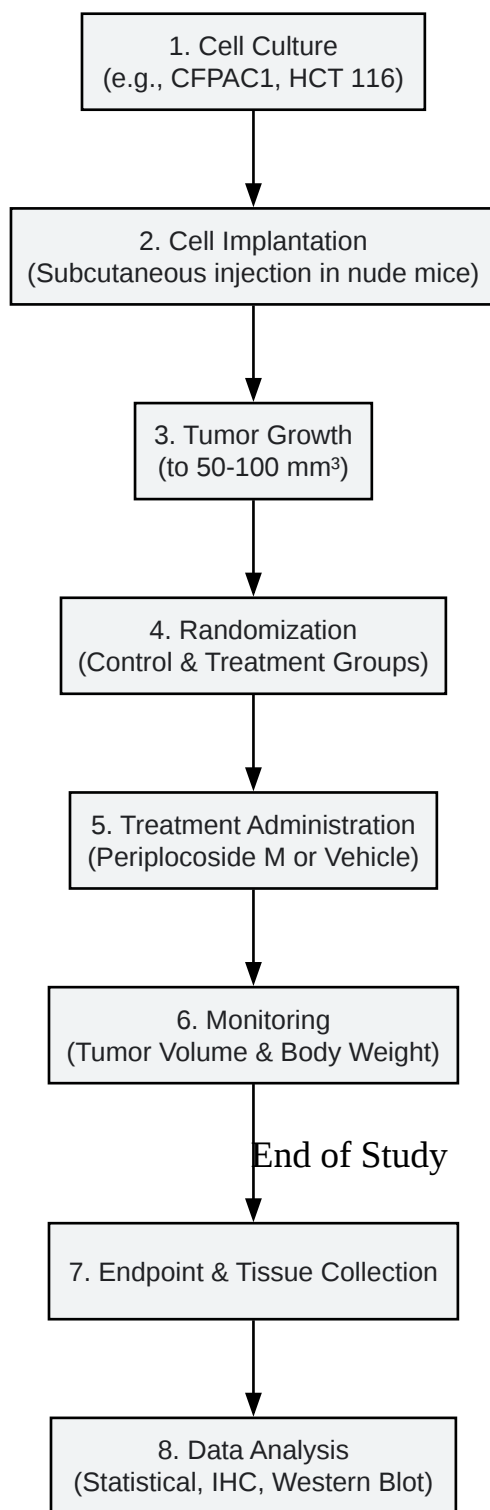 1. Cell Culture
(e.g., CFPAC1, HCT 116)
2. Cell Implantation
(Subcutaneous injection in nude mice)
3. Tumor Growth
(to 50-100 mm³)
4. Randomization
(Control & Treatment Groups)
5. Treatment Administration
(Periplocoside M or Vehicle)
6. Monitoring
(Tumor Volume & Body Weight)
End of Study
7. Endpoint & Tissue Collection
8. Data Analysis
(Statistical, IHC, Western Blot)